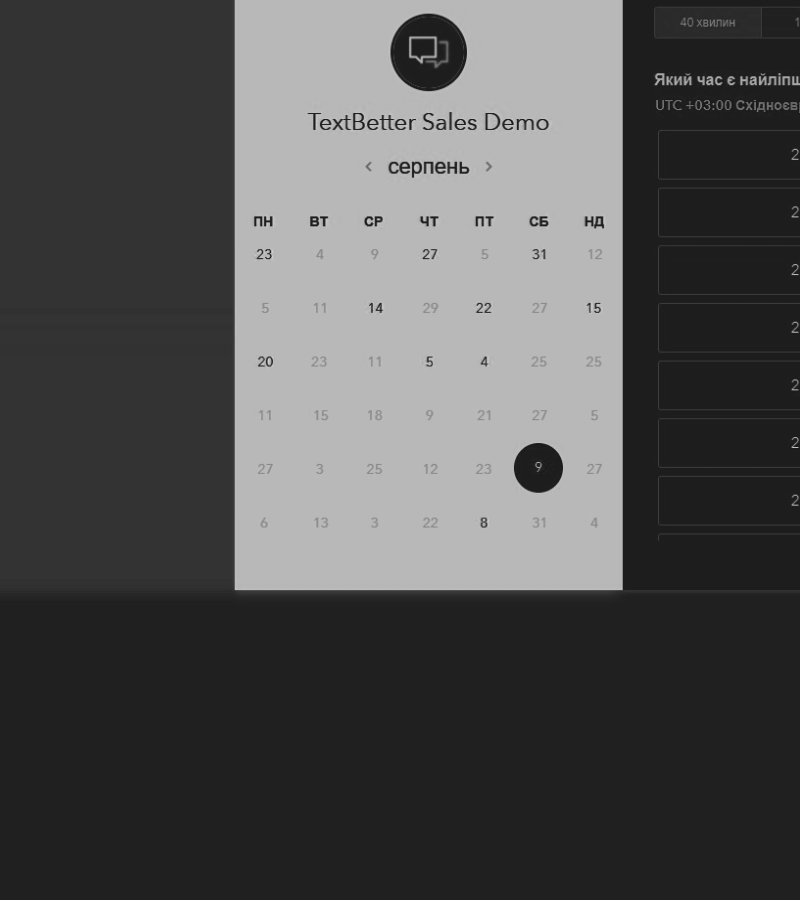 TextBetter Sales Demo
серпень
ПН ВТ СР ЧТ ПТ СБ НД
23 4 9 27 5 31 12
5 11 14 29 22 27 15
20 23 11 5 4 25 25
11 15 18 9 21 27 5
27 3 25 12 23 9 27
6 13 3 22 8 31 4
40 хвилин 1
Який час є
UTC +03:00
2
2
2
2
2
2
2